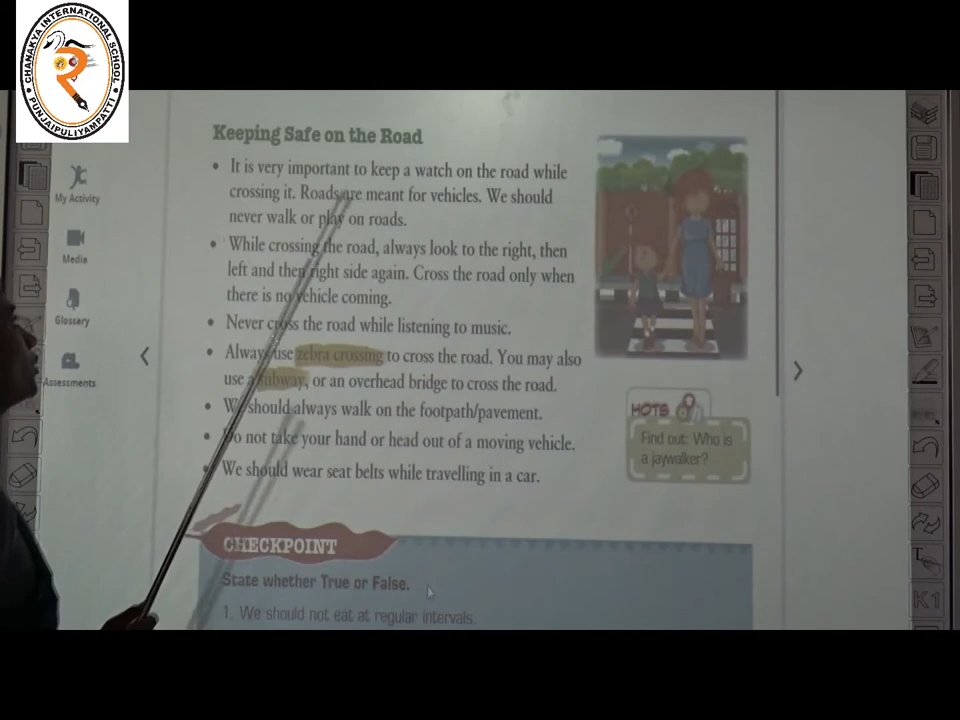 CHANAKYA INTERNATIONAL SCHOOL
PUNJAIPULIYAMPATTI
My Activity
Media
Glossary
Assessments
Keeping Safe on the Road
• It is very important to keep a watch on the road while
crossing it. Roads are meant for vehicles. We should
never walk or play on roads.
• While crossing the road, always look to the right, then
left and then right side again. Cross the road only when
there is no vehicle coming.
• Never cross the road while listening to music.
• Always use zebra crossing to cross the road. You may also
use a subway, or an overhead bridge to cross the road.
• We should always walk on the footpath/pavement.
• Do not take your hand or head out of a moving vehicle.
• We should wear seat belts while travelling in a car.
HOTS
Find out: Who is
a jaywalker?
CHECKPOINT
State whether True or False.
1. We should not eat at regular intervals.
T
K1